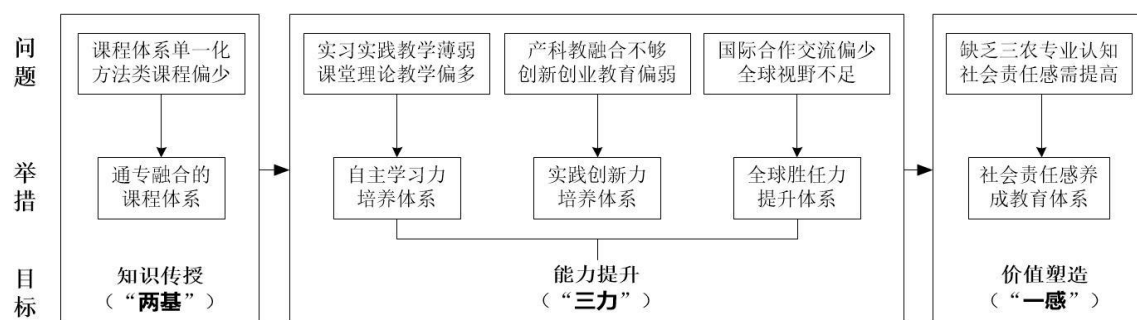 问题
课程体系单一化
方法类课程偏少
实习实践教学薄弱
课堂理论教学偏多
产科教融合不够
创新创业教育偏弱
国际合作交流偏少
全球视野不足
缺乏三农专业认知
社会责任感需提高
举措
通专融合的
课程体系
自主学习力
培养体系
实践创新力
培养体系
全球胜任力
提升体系
社会责任感养
成教育体系
目标
知识传授
（“两基”）
能力提升
（“三力”）
价值塑造
（“一感”）